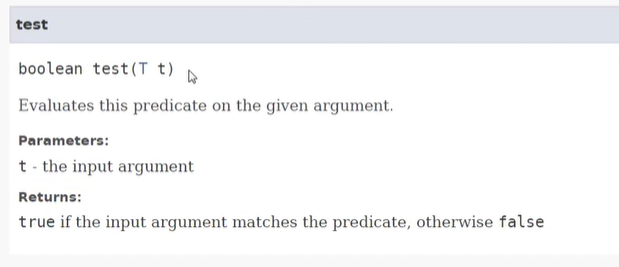 test
boolean test(T t)
Evaluates this predicate on the given argument.
Parameters:
t - the input argument
Returns:
true if the input argument matches the predicate, otherwise false